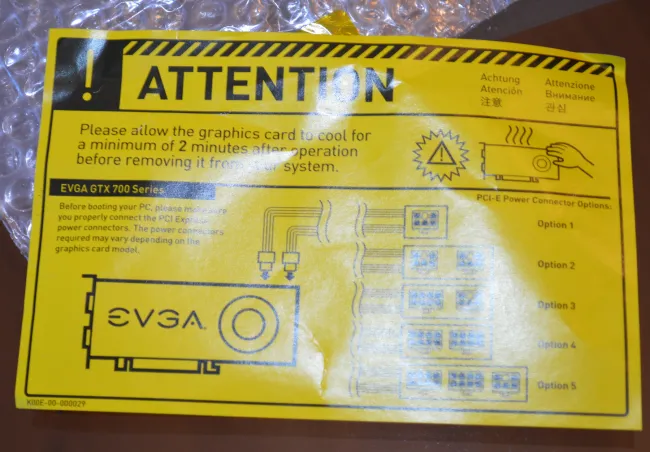 ! ATTENTION
Achtung Attenzione
Atención Внимание
注意 관심
Please allow the graphics card to cool for
a minimum of 2 minutes after operation
before removing it from your system.
EVGA GTX 700 Series
PCI-E Power Connector Options:
Before booting your PC, please make sure
you properly connect the PCI Express
power connectors. The power connectors
required may vary depending on the
graphics card model.
Option 1
Option 2
Option 3
Option 4
Option 5
EVGA
K00E-00-000029